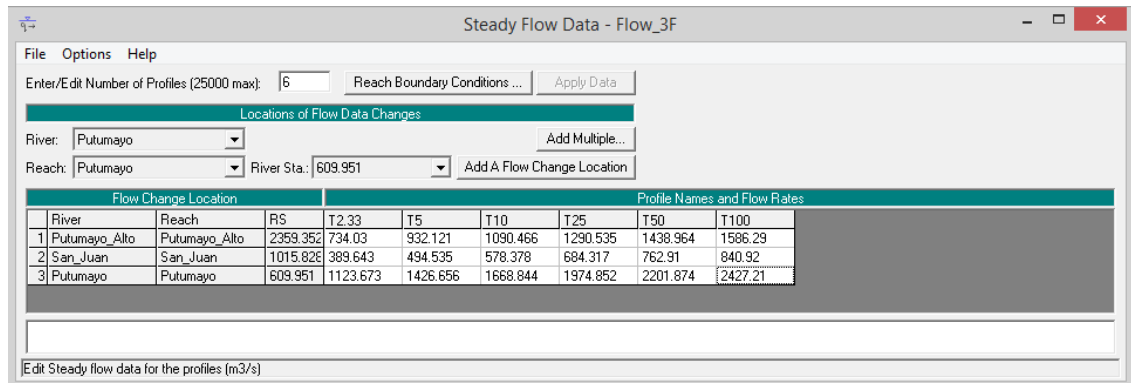 Steady Flow Data - Flow_3F
File Options Help
Enter/Edit Number of Profiles (25000 max): 6 Reach Boundary Conditions ... Apply Data
Locations of Flow Data Changes
River: Putumayo Add Multiple...
Reach: Putumayo River Sta.: 609.951 Add A Flow Change Location
Flow Change Location Profile Names and Flow Rates
River Reach RS T2.33 T5 T10 T25 T50 T100
1 Putumayo_Alto Putumayo_Alto 2359.352 734.03 932.121 1090.466 1290.535 1438.964 1586.29
2 San_Juan San_Juan 1015.826 389.643 494.535 578.378 684.317 762.91 840.92
3 Putumayo Putumayo 609.951 1123.673 1426.656 1668.844 1974.852 2201.874 2427.21
Edit Steady flow data for the profiles (m3/s)